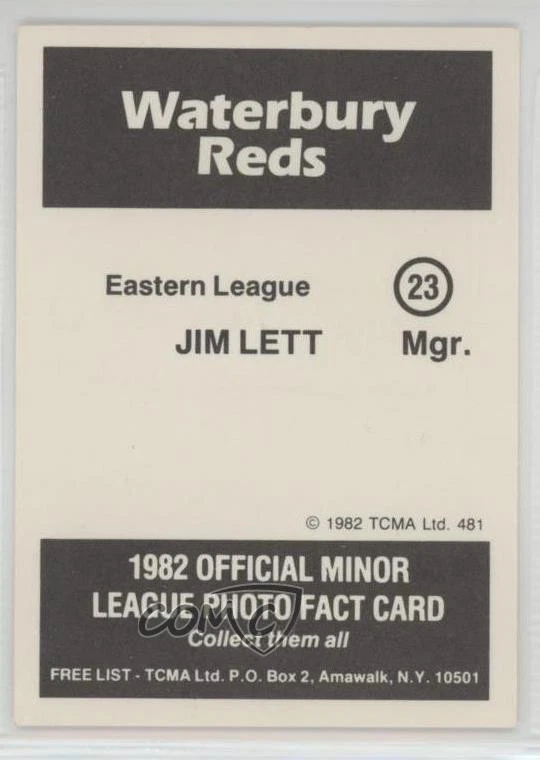 Waterbury
Reds
Eastern League 23
JIM LETT Mgr.
© 1982 TCMA Ltd. 481
1982 OFFICIAL MINOR
LEAGUE PHOTO/FACT CARD
COMC
Collect them all
FREE LIST - TCMA Ltd. P.O. Box 2, Amawalk, N.Y. 10501